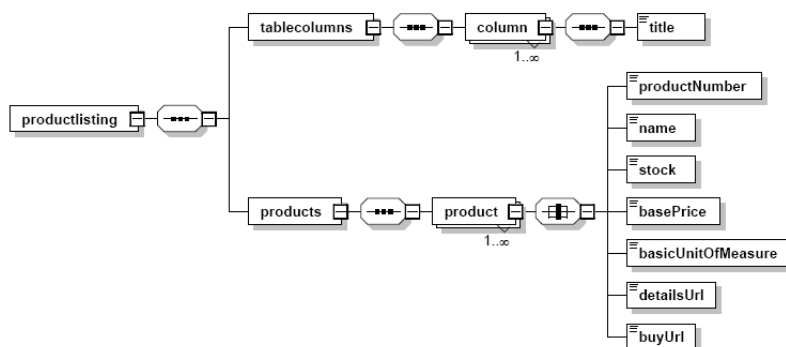 tablecolumns
column
title
1..∞
productlisting
productNumber
name
stock
products
product
basePrice
1..∞
basicUnitOfMeasure
detailsUrl
buyUrl